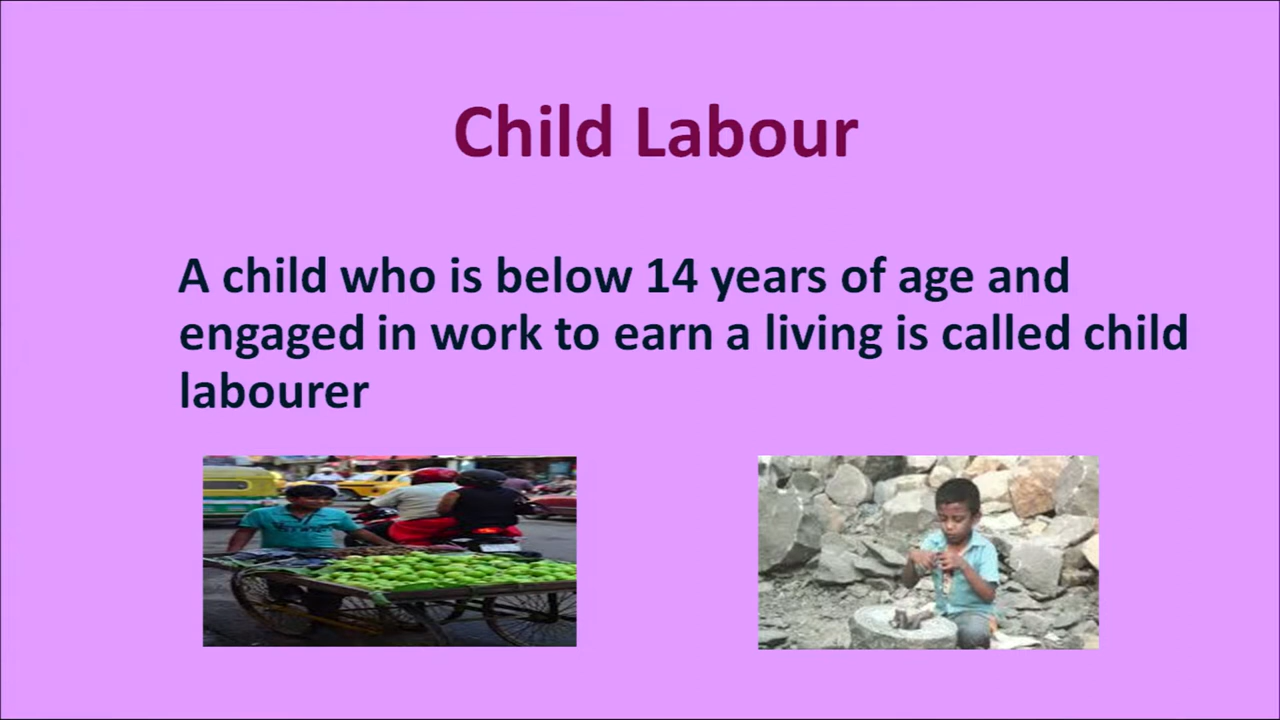 Child Labour
A child who is below 14 years of age and
engaged in work to earn a living is called child
labourer